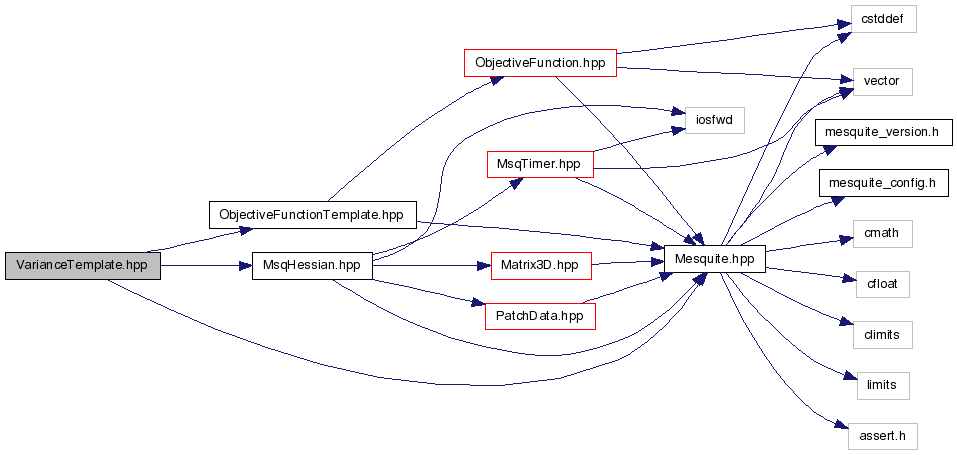 cstddef
ObjectiveFunction.hpp
vector
iosfwd
mesquite_version.h
MsqTimer.hpp
mesquite_config.h
ObjectiveFunctionTemplate.hpp
cmath
VarianceTemplate.hpp
MsqHessian.hpp
Matrix3D.hpp
Mesquite.hpp
cfloat
PatchData.hpp
climits
limits
assert.h